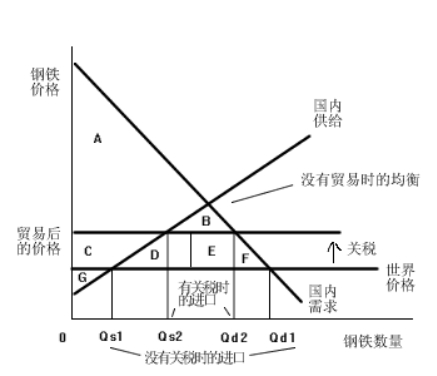 钢铁
价格
A
国内
供给
没有贸易时的均衡
B
贸易后
的价格
C
D
E
F
关税
G
世界
价格
有关税时
的进口
国内
需求
0
Qs1
Qs2
Qd2
Qd1
钢铁数量
没有关税时的进口